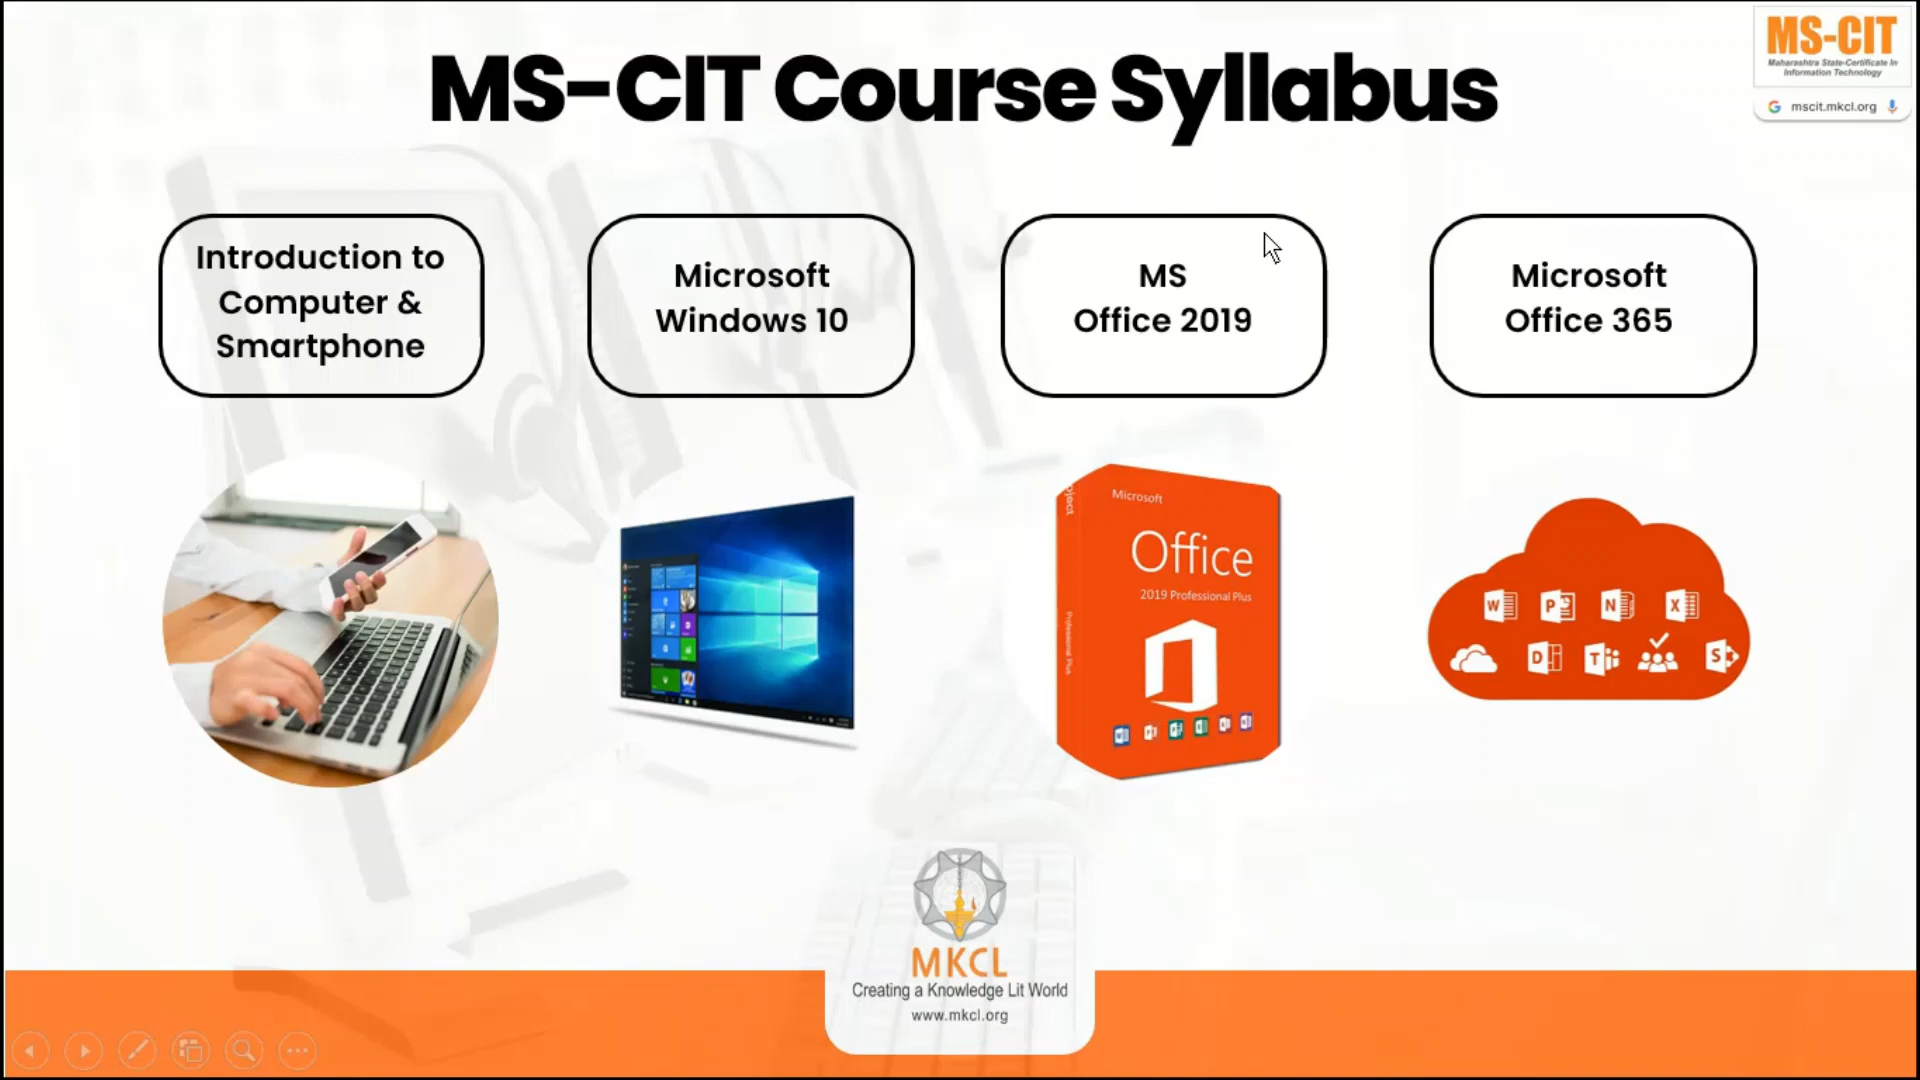 MS-CIT Course Syllabus
MS-CIT
Maharashtra State-Certificate In
Information Technology
mscit.mkcl.org
Introduction to
Computer &
Smartphone
Microsoft
Windows 10
MS
Office 2019
Microsoft
Office 365
Microsoft
Office
2019 Professional Plus
Professional Plus
W
P
N
X
D
T
S
MKCL
Creating a Knowledge Lit World
www.mkcl.org